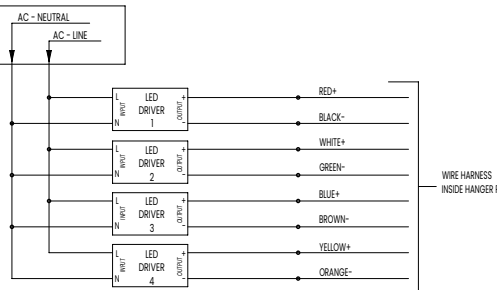 AC - NEUTRAL
AC - LINE
L INPUT N LED DRIVER 1 + OUTPUT -
RED+
BLACK-
L INPUT N LED DRIVER 2 + OUTPUT -
WHITE+
GREEN-
L INPUT N LED DRIVER 3 + OUTPUT -
BLUE+
BROWN-
L INPUT N LED DRIVER 4 + OUTPUT -
YELLOW+
ORANGE-
WIRE HARNESS
INSIDE HANGER